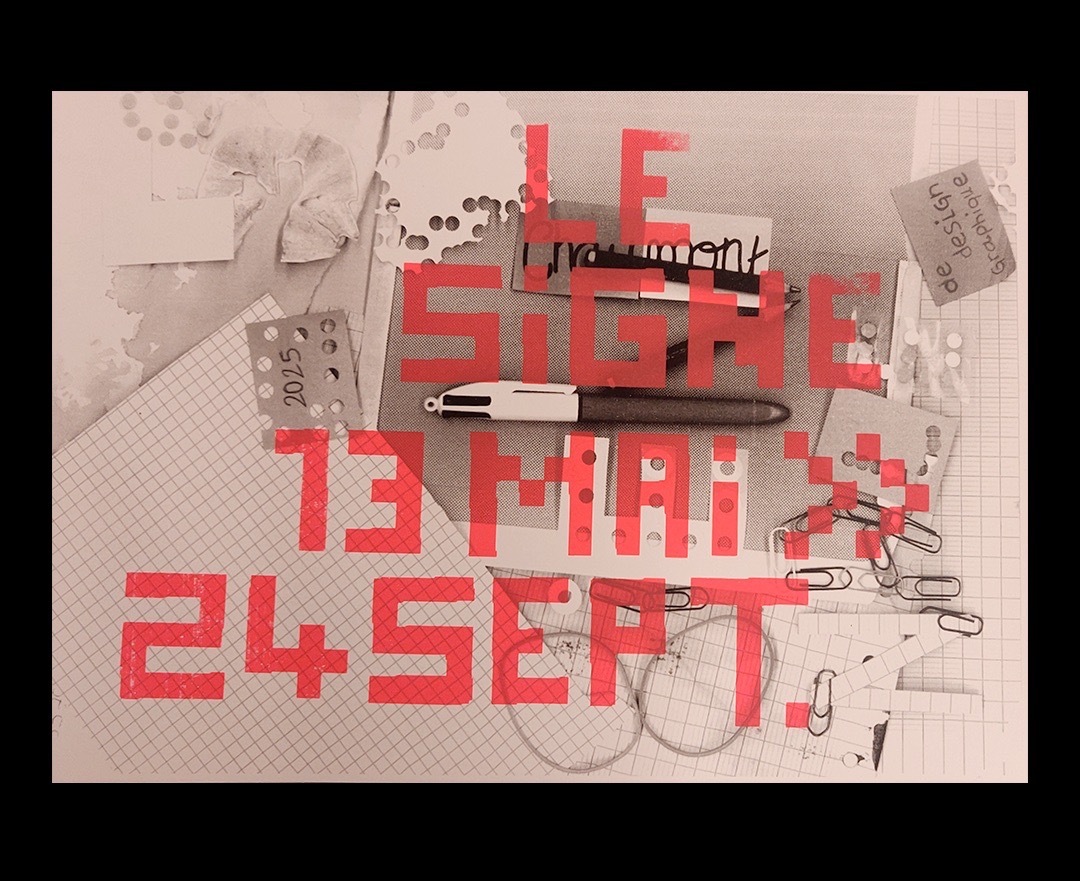 LE
SiGNE
13 MAi »
24 SEPT.
Chaumont
de
design
graphique
2025